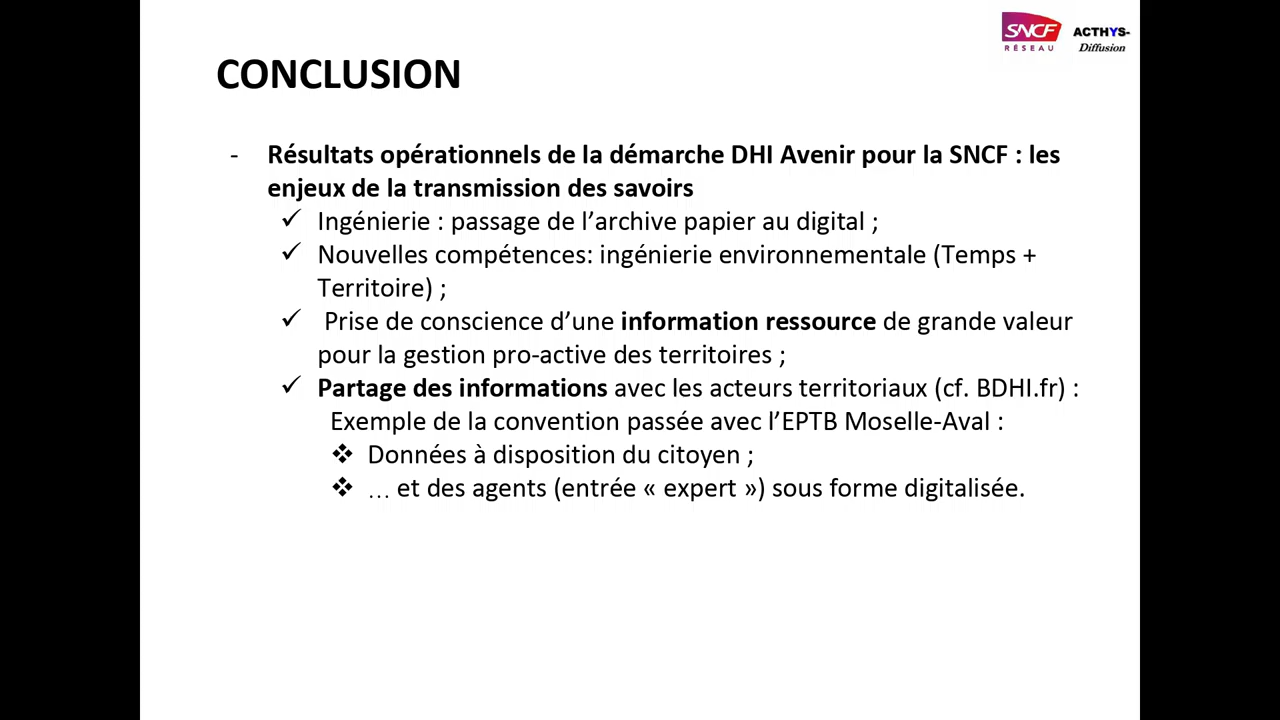 SNCF
RÉSEAU
ACTHYS-
Diffusion
CONCLUSION
- Résultats opérationnels de la démarche DHI Avenir pour la SNCF : les
enjeux de la transmission des savoirs
✓ Ingénierie : passage de l’archive papier au digital ;
✓ Nouvelles compétences: ingénierie environnementale (Temps +
Territoire) ;
✓ Prise de conscience d’une information ressource de grande valeur
pour la gestion pro-active des territoires ;
✓ Partage des informations avec les acteurs territoriaux (cf. BDHI.fr) :
Exemple de la convention passée avec l’EPTB Moselle-Aval :
❖ Données à disposition du citoyen ;
❖ … et des agents (entrée « expert ») sous forme digitalisée.